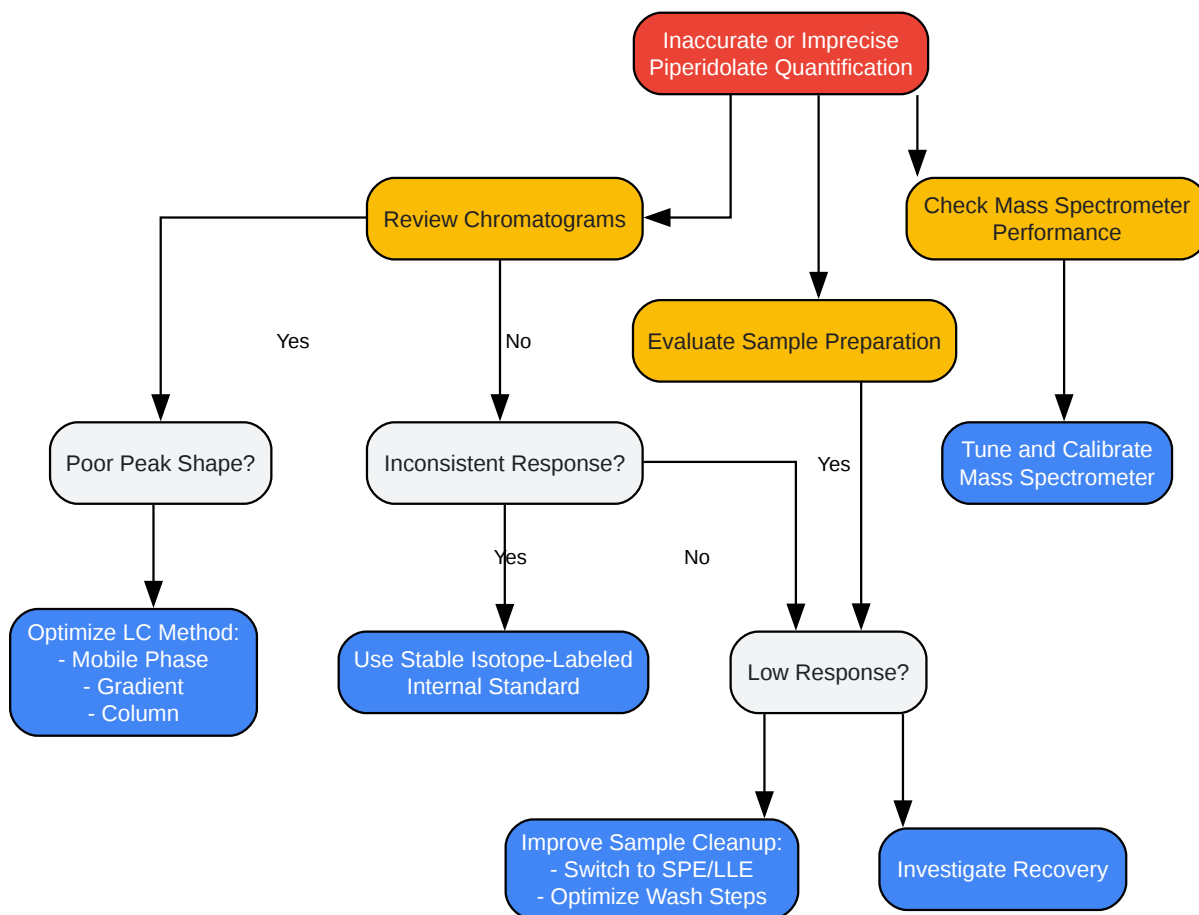 Inaccurate or Imprecise
Piperidolate Quantification
Review Chromatograms
Check Mass Spectrometer
Performance
Evaluate Sample Preparation
Yes
No
Poor Peak Shape?
Inconsistent Response?
Yes
Tune and Calibrate
Mass Spectrometer
Yes
No
Optimize LC Method:
- Mobile Phase
- Gradient
- Column
Use Stable Isotope-Labeled
Internal Standard
Low Response?
Improve Sample Cleanup:
- Switch to SPE/LLE
- Optimize Wash Steps
Investigate Recovery